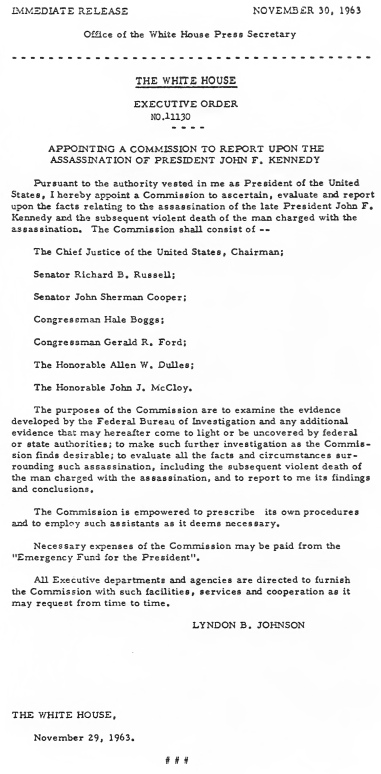 IMMEDIATE RELEASE NOVEMBER 30, 1963
Office of the White House Press Secretary
THE WHITE HOUSE
EXECUTIVE ORDER
NO.11130
APPOINTING A COMMISSION TO REPORT UPON THE
ASSASSINATION OF PRESIDENT JOHN F. KENNEDY
Pursuant to the authority vested in me as President of the United
States, I hereby appoint a Commission to ascertain, evaluate and report
upon the facts relating to the assassination of the late President John F.
Kennedy and the subsequent violent death of the man charged with the
assassination. The Commission shall consist of --
The Chief Justice of the United States, Chairman;
Senator Richard B. Russell;
Senator John Sherman Cooper;
Congressman Hale Boggs;
Congressman Gerald R. Ford;
The Honorable Allen W. Dulles;
The Honorable John J. McCloy.
The purposes of the Commission are to examine the evidence
developed by the Federal Bureau of Investigation and any additional
evidence that may hereafter come to light or be uncovered by federal
or state authorities; to make such further investigation as the Commis-
sion finds desirable; to evaluate all the facts and circumstances sur-
rounding such assassination, including the subsequent violent death of
the man charged with the assassination, and to report to me its findings
and conclusions.
The Commission is empowered to prescribe its own procedures
and to employ such assistants as it deems necessary.
Necessary expenses of the Commission may be paid from the
"Emergency Fund for the President".
All Executive departments and agencies are directed to furnish
the Commission with such facilities, services and cooperation as it
may request from time to time.
LYNDON B. JOHNSON
THE WHITE HOUSE,
November 29, 1963.
# # #